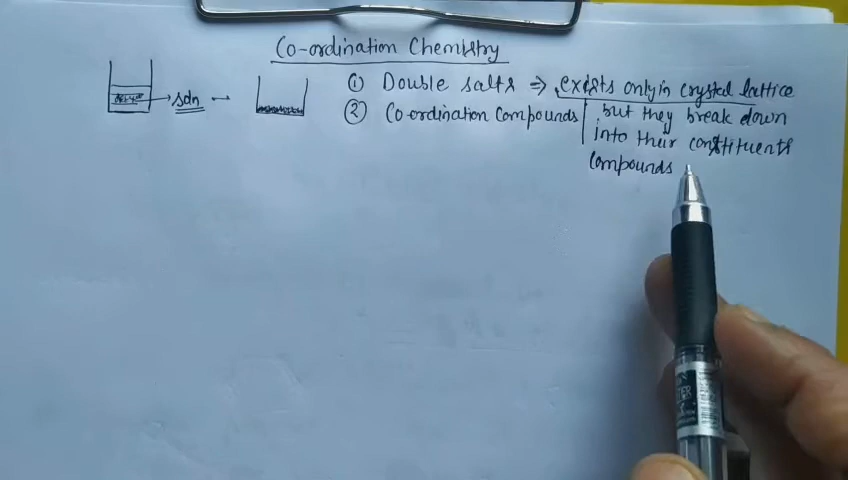 Co-ordination Chemistry
① Double salts ⇒ exists only in crystal lattice
② Co ordination Compounds but they break down
into their constituents
Compounds
soln